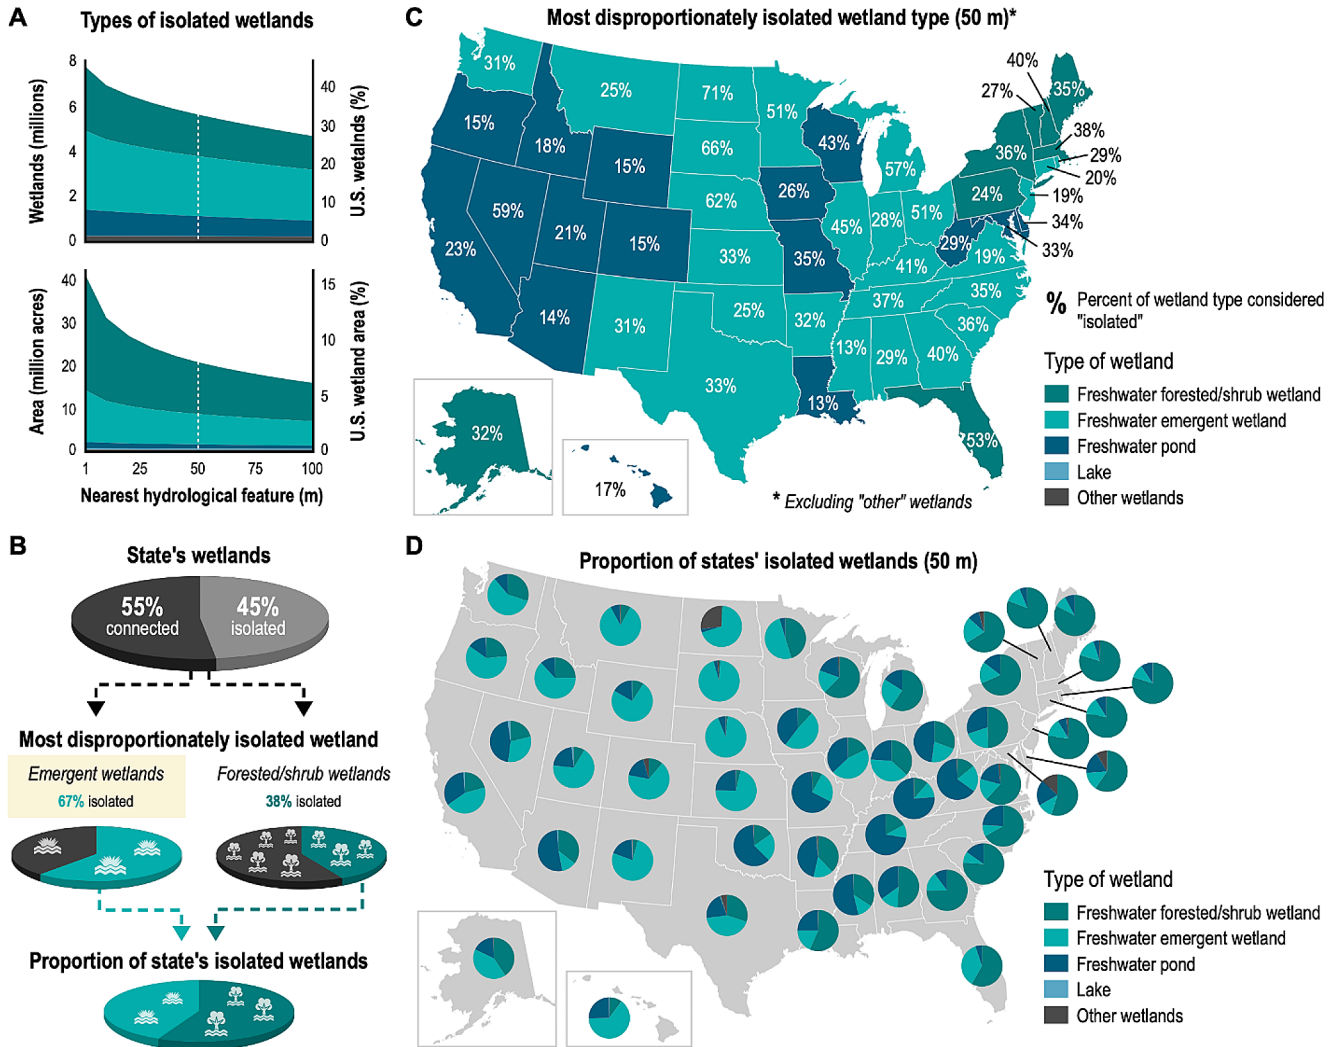 A
Types of isolated wetlands
Wetlands (millions)
8
6
4
2
0
U.S. wetalnds (%)
40
30
20
10
0
Area (million acres)
40
30
20
10
0
U.S. wetland area (%)
15
10
5
0
1
25
50
75
100
Nearest hydrological feature (m)
B
State's wetlands
55%
connected
45%
isolated
Most disproportionately isolated wetland
Emergent wetlands
67% isolated
Forested/shrub wetlands
38% isolated
Proportion of state's isolated wetlands
C
Most disproportionately isolated wetland type (50 m)*
31%
25%
71%
51%
43%
57%
27%
40%
35%
15%
18%
15%
66%
26%
36%
38%
29%
20%
24%
19%
34%
33%
23%
59%
21%
15%
62%
45%
28%
51%
29%
19%
33%
35%
41%
35%
14%
31%
25%
32%
37%
36%
33%
13%
29%
40%
13%
53%
32%
17%
% Percent of wetland type considered
"isolated"
Type of wetland
Freshwater forested/shrub wetland
Freshwater emergent wetland
Freshwater pond
Lake
Other wetlands
* Excluding "other" wetlands
D
Proportion of states' isolated wetlands (50 m)
Type of wetland
Freshwater forested/shrub wetland
Freshwater emergent wetland
Freshwater pond
Lake
Other wetlands